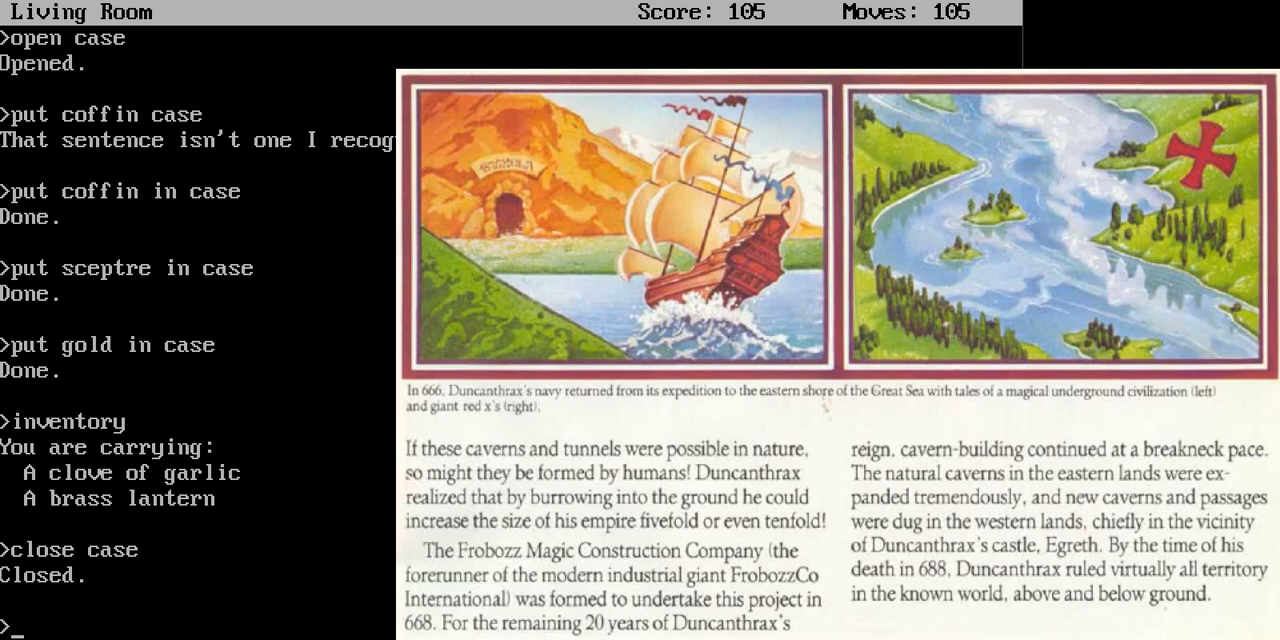 Living Room Score: 105 Moves: 105
>open case
Opened.
>put coffin case
That sentence isn't one I recog
>put coffin in case
Done.
>put sceptre in case
Done.
>put gold in case
Done.
>inventory
You are carrying:
A clove of garlic
A brass lantern
>close case
Closed.
>_
In 666, Duncanthrax's navy returned from its expedition to the eastern shore of the Great Sea with tales of a magical underground civilization (left)
and giant red x's (right).
If these caverns and tunnels were possible in nature,
so might they be formed by humans! Duncanthrax
realized that by burrowing into the ground he could
increase the size of his empire fivefold or even tenfold!
The Frobozz Magic Construction Company (the
forerunner of the modern industrial giant FrobozzCo
International) was formed to undertake this project in
668. For the remaining 20 years of Duncanthrax's
reign, cavern-building continued at a breakneck pace.
The natural caverns in the eastern lands were ex-
panded tremendously, and new caverns and passages
were dug in the western lands, chiefly in the vicinity
of Duncanthrax's castle, Egreth. By the time of his
death in 688, Duncanthrax ruled virtually all territory
in the known world, above and below ground.